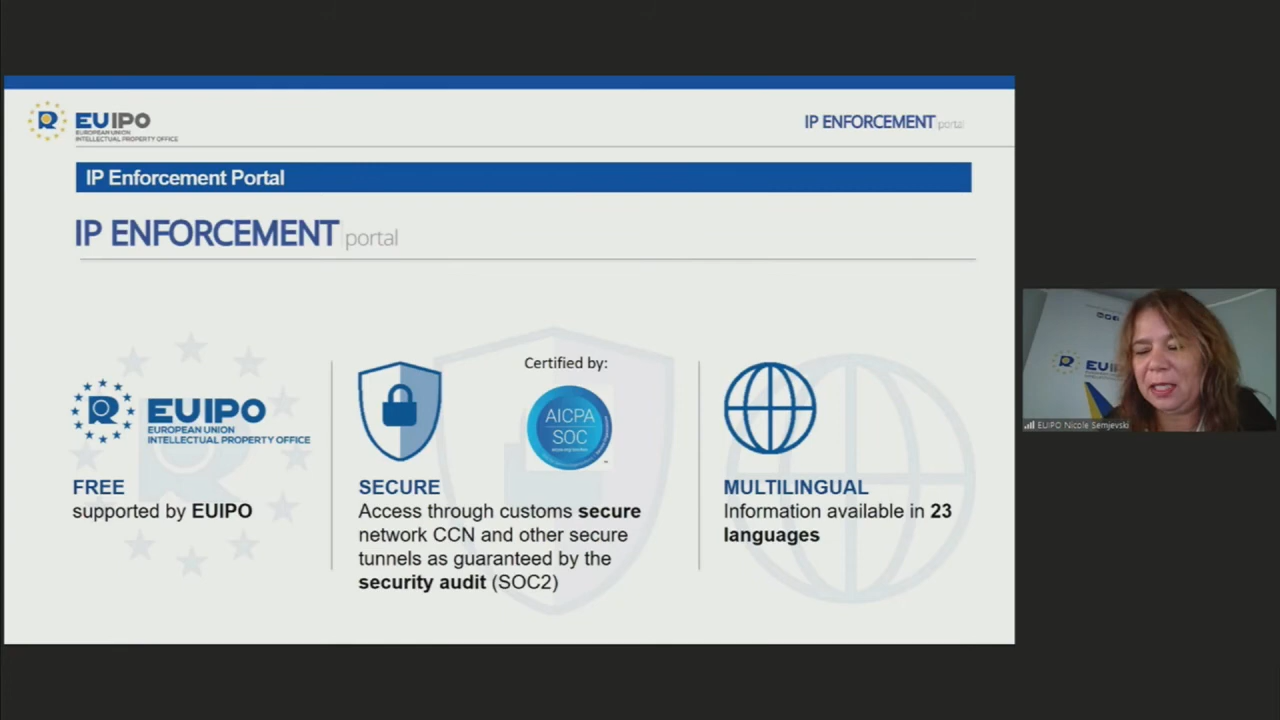 EUIPO
EUROPEAN UNION
INTELLECTUAL PROPERTY OFFICE
IP ENFORCEMENT portal
IP Enforcement Portal
IP ENFORCEMENT portal
EUIPO
EUROPEAN UNION
INTELLECTUAL PROPERTY OFFICE
FREE
supported by EUIPO
Certified by:
AICPA
SOC
SECURE
Access through customs secure
network CCN and other secure
tunnels as guaranteed by the
security audit (SOC2)
MULTILINGUAL
Information available in 23
languages
EUIPO Nicole Semjevski